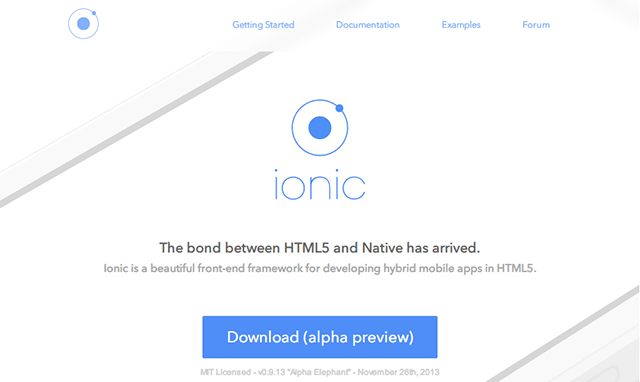 Getting Started Documentation Examples Forum
ionic
The bond between HTML5 and Native has arrived.
Ionic is a beautiful front-end framework for developing hybrid mobile apps in HTML5.
Download (alpha preview)
MIT Licensed - v0.9.13 "Alpha Elephant" - November 26th, 2013